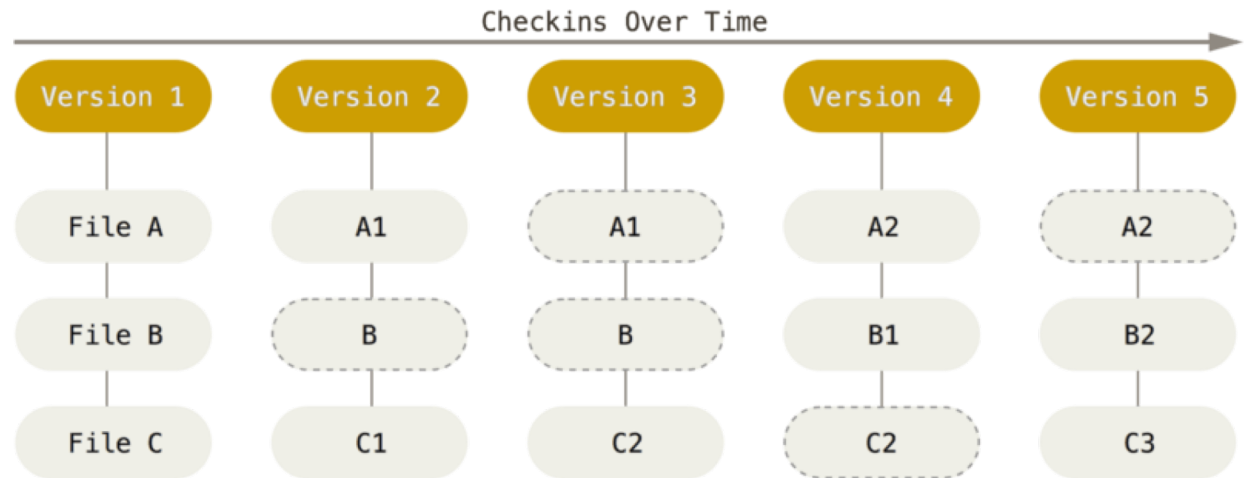 Checkins Over Time
Version 1 Version 2 Version 3 Version 4 Version 5
File A A1 A1 A2 A2
File B B B B1 B2
File C C1 C2 C2 C3